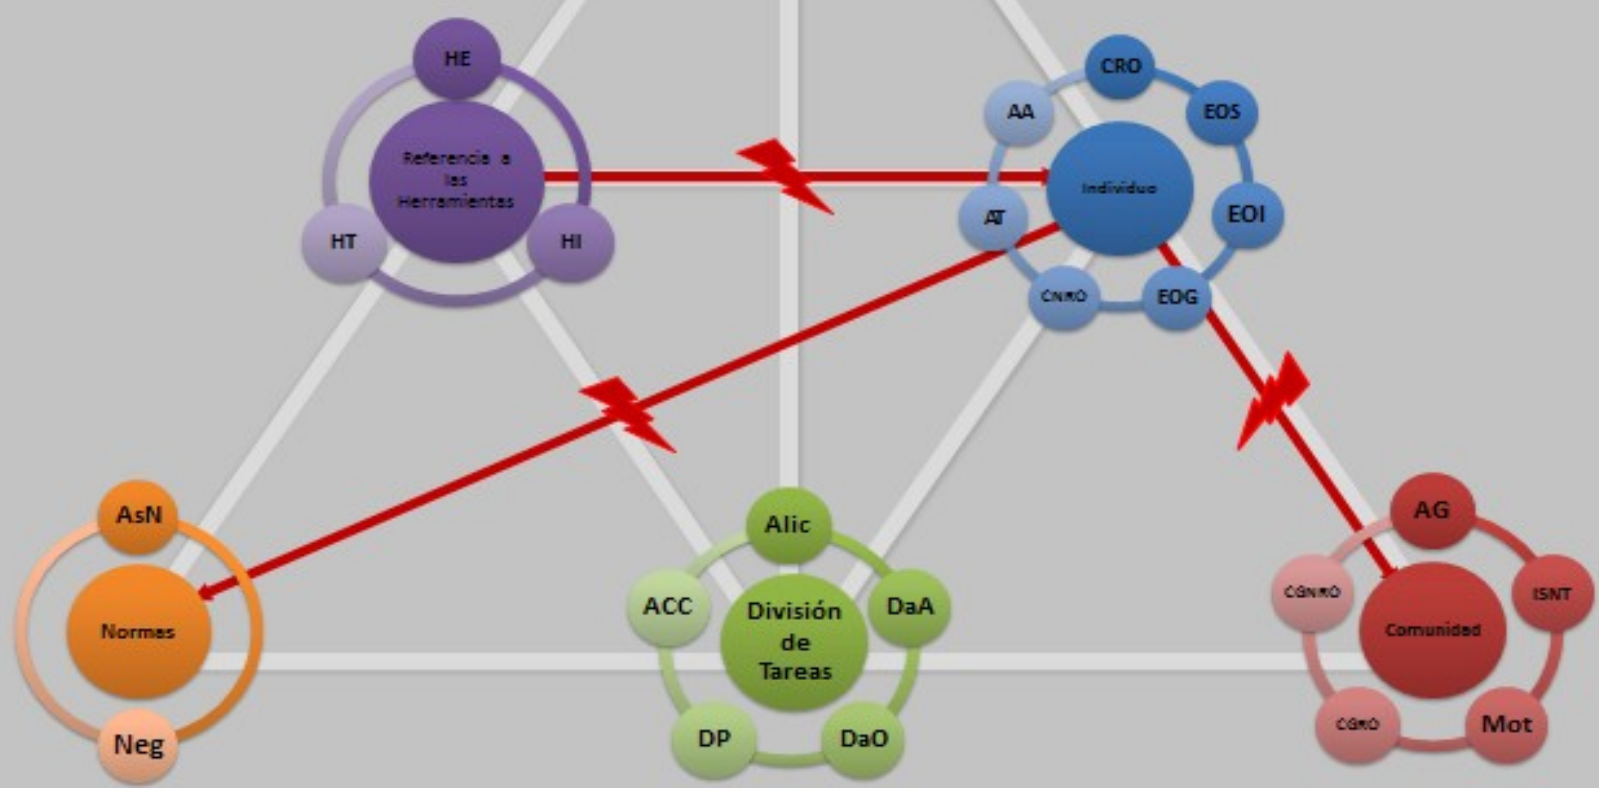 HE
Referencia a
las
Herramientas
HT
HI
CRO
AA
EOS
Individuo
AT
EOI
CNRO
EOG
AsN
Normas
Neg
Alic
ACC
DaA
División
de
Tareas
DP
DaO
AG
CGNRO
ISNT
Comunidad
CGRO
Mot